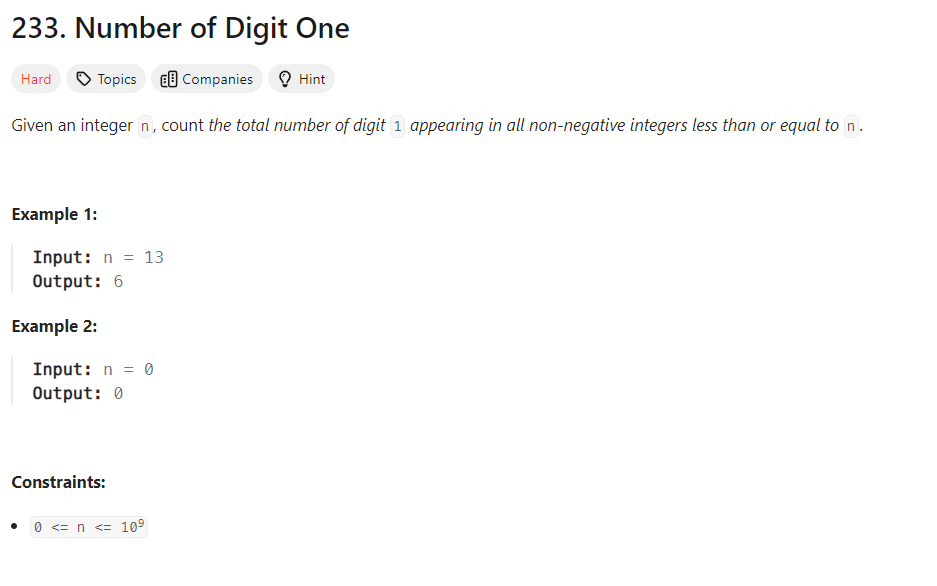 233. Number of Digit One
Hard Topics Companies Hint
Given an integer n, count the total number of digit 1 appearing in all non-negative integers less than or equal to n.
Example 1:
Input: n = 13
Output: 6
Example 2:
Input: n = 0
Output: 0
Constraints:
• 0 <= n <= 10⁹